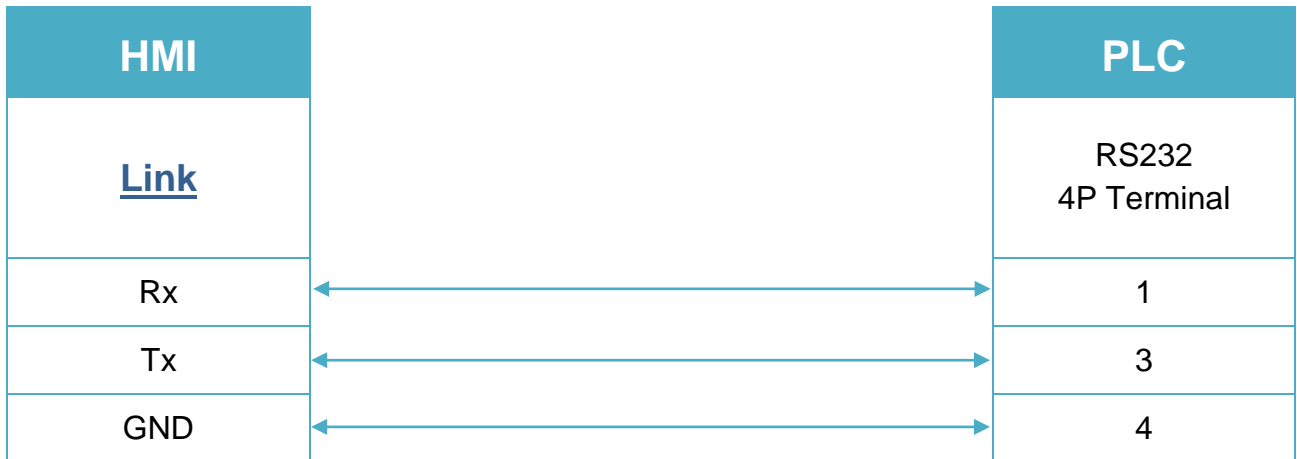 HMI
PLC
Link
RS232
4P Terminal
Rx
1
Tx
3
GND
4